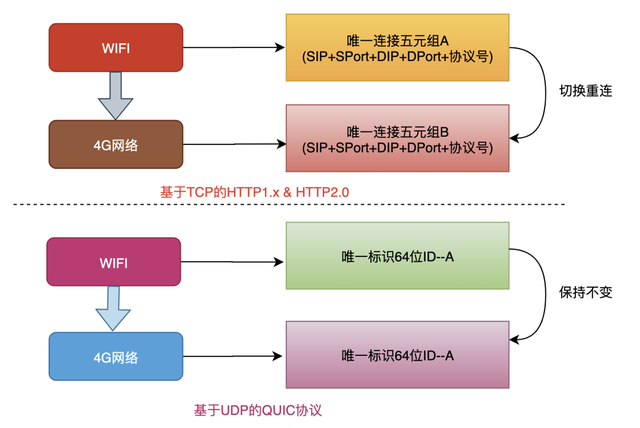 WIFI
唯一连接五元组A
(SIP+SPort+DIP+DPort+协议号)
切换重连
4G网络
唯一连接五元组B
(SIP+SPort+DIP+DPort+协议号)
基于TCP的HTTP1.x & HTTP2.0
WIFI
唯一标识64位ID--A
保持不变
4G网络
唯一标识64位ID--A
基于UDP的QUIC协议